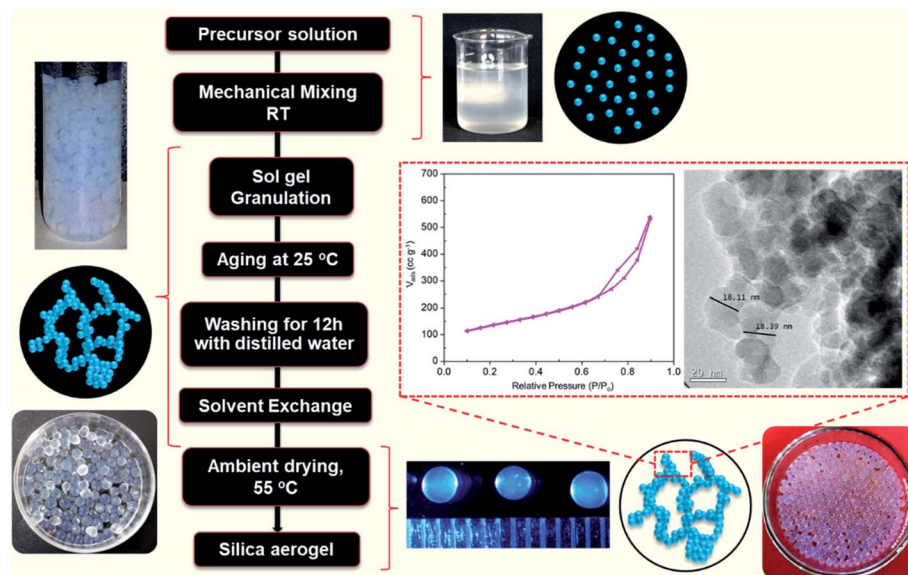 Precursor solution
Mechanical Mixing
RT
Sol gel
Granulation
Aging at 25 °C
Washing for 12h
with distilled water
Solvent Exchange
Ambient drying,
55 °C
Silica aerogel
700
600
500
400
300
200
100
0
V_ads (cc g⁻¹)
0.0 0.2 0.4 0.6 0.8 1.0
Relative Pressure (P/P₀)
18.11 nm
18.39 nm
20 nm